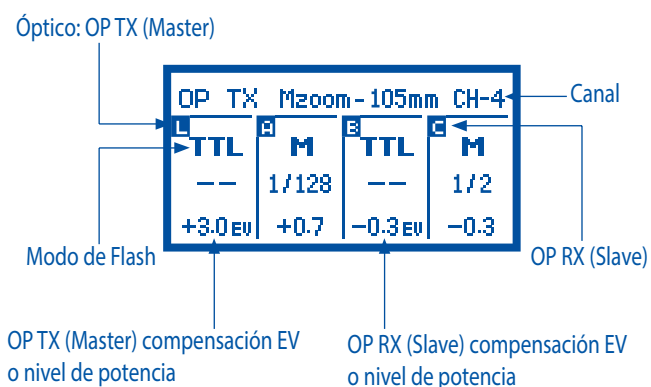 Óptico: OP TX (Master)
OP TX Mzoom-105mm CH-4
Canal
L A B C
TTL M TTL M
-- 1/128 -- 1/2
+3.0EV +0.7 -0.3EV -0.3
Modo de Flash
OP RX (Slave)
OP TX (Master) compensación EV
o nivel de potencia
OP RX (Slave) compensación EV
o nivel de potencia